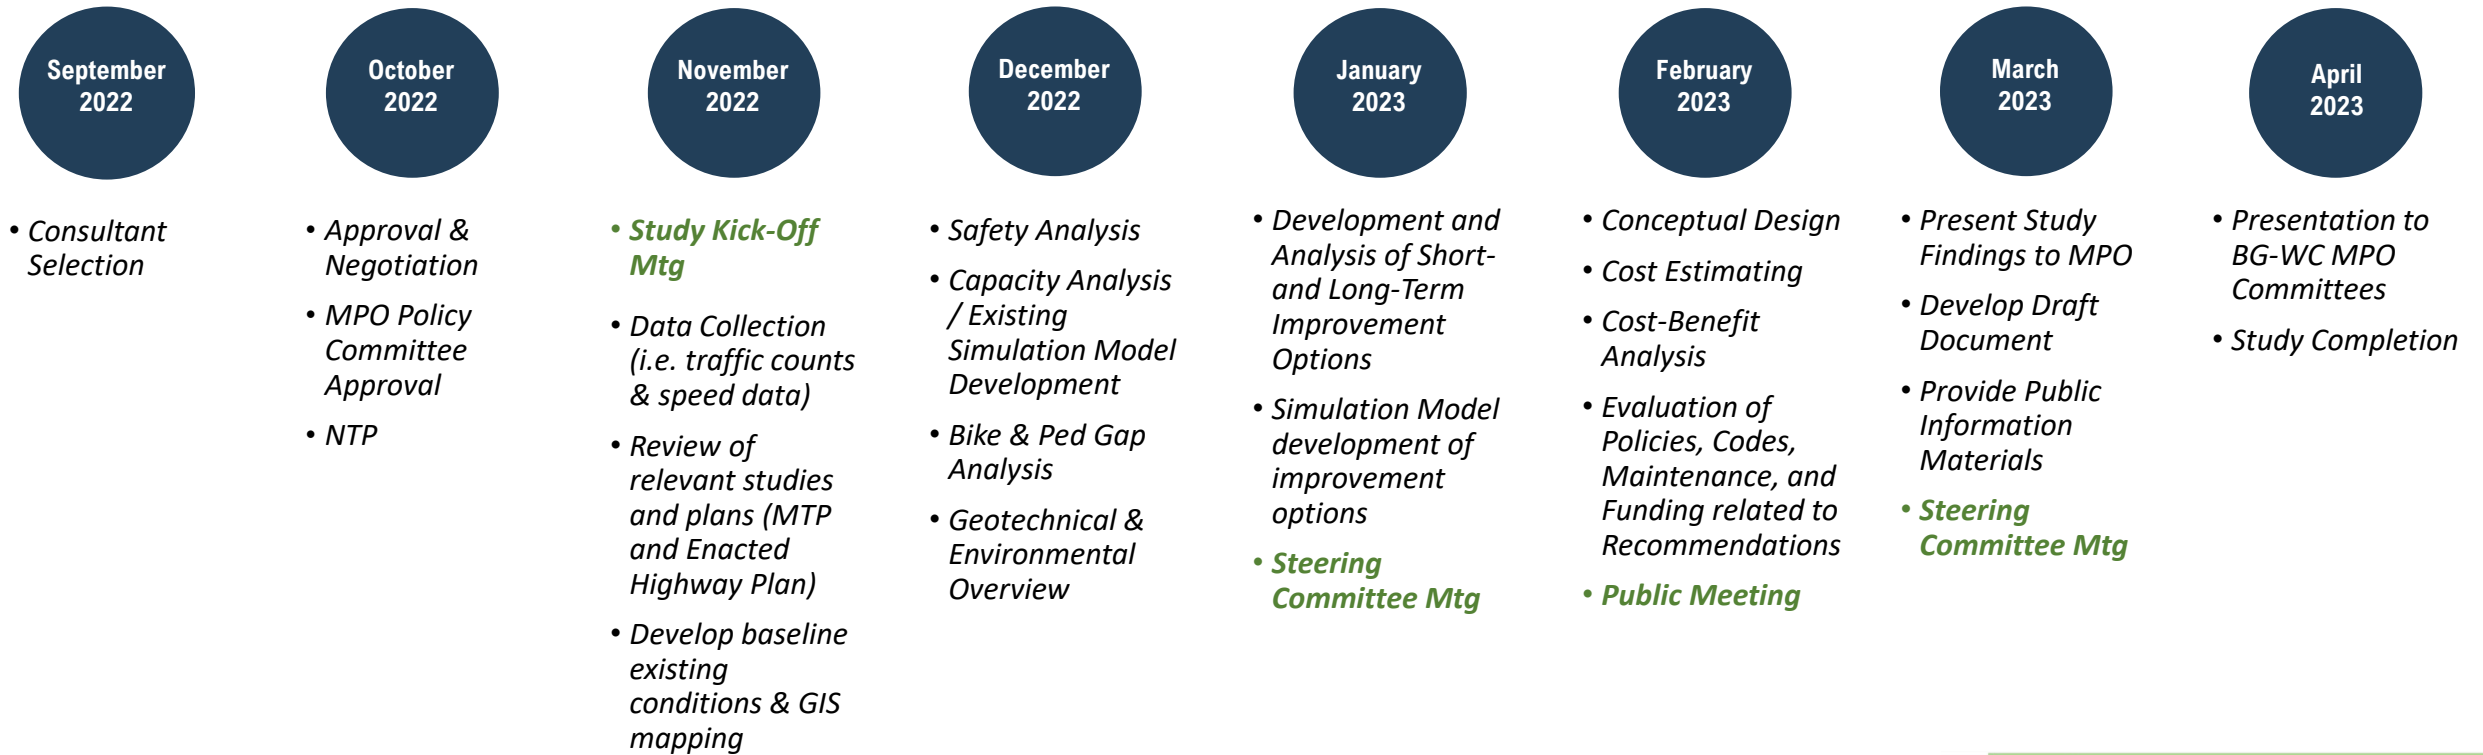 September
2022
• Consultant
Selection
October
2022
• Approval &
Negotiation
• MPO Policy
Committee
Approval
• NTP
November
2022
• Study Kick-Off
Mtg
• Data Collection
(i.e. traffic counts
& speed data)
• Review of
relevant studies
and plans (MTP
and Enacted
Highway Plan)
• Develop baseline
existing
conditions & GIS
mapping
December
2022
• Safety Analysis
• Capacity Analysis
/ Existing
Simulation Model
Development
• Bike & Ped Gap
Analysis
• Geotechnical &
Environmental
Overview
January
2023
• Development and
Analysis of Short-
and Long-Term
Improvement
Options
• Simulation Model
development of
improvement
options
• Steering
Committee Mtg
February
2023
• Conceptual Design
• Cost Estimating
• Cost-Benefit
Analysis
• Evaluation of
Policies, Codes,
Maintenance, and
Funding related to
Recommendations
• Public Meeting
March
2023
• Present Study
Findings to MPO
• Develop Draft
Document
• Provide Public
Information
Materials
• Steering
Committee Mtg
April
2023
• Presentation to
BG-WC MPO
Committees
• Study Completion